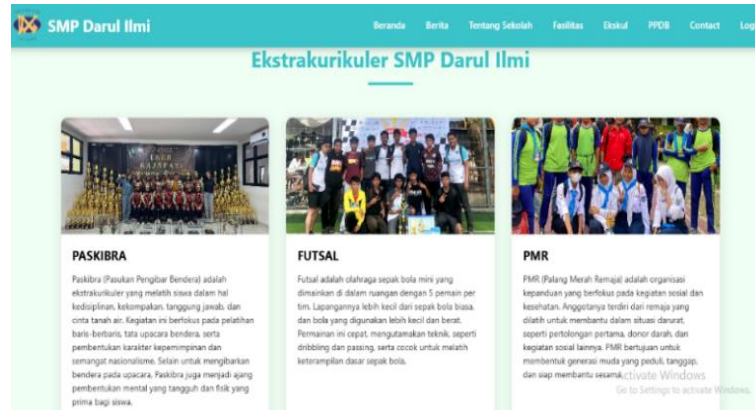 SMP Darul Ilmi
Beranda Berita Tentang Sekolah Fasilitas Ekskul PPDB Contact Log
Ekstrakurikuler SMP Darul Ilmi
PASKIBRA
Paskibra (Pasukan Pengibar Bendera) adalah
ekstrakurikuler yang melatih siswa dalam hal
kedisiplinan, kekompakan, tanggung jawab, dan
cinta tanah air. Kegiatan ini berfokus pada pelatihan
baris-berbaris, tata upacara bendera, serta
pembentukan karakter kepemimpinan dan
semangat nasionalisme. Selain untuk mengibarkan
bendera pada upacara, Paskibra juga menjadi ajang
pembentukan mental yang tangguh dan fisik yang
prima bagi siswa.
FUTSAL
Futsal adalah olahraga sepak bola mini yang
dimainkan di dalam ruangan dengan 5 pemain per
tim. Lapangannya lebih kecil dari sepak bola biasa,
dan bola yang digunakan lebih kecil dan berat.
Permainan ini cepat, mengutamakan teknik, seperti
dribbling dan passing, serta cocok untuk melatih
keterampilan dasar sepak bola.
PMR
PMR (Palang Merah Remaja) adalah organisasi
kepanduan yang berfokus pada kegiatan sosial dan
kesehatan. Anggotanya terdiri dari remaja yang
dilatih untuk membantu dalam situasi darurat,
seperti pertolongan pertama, donor darah, dan
kegiatan sosial lainnya. PMR bertujuan untuk
membentuk generasi muda yang peduli, tanggap,
dan siap membantu sesama.
Activate Windows
Go to Settings to activate Windows.